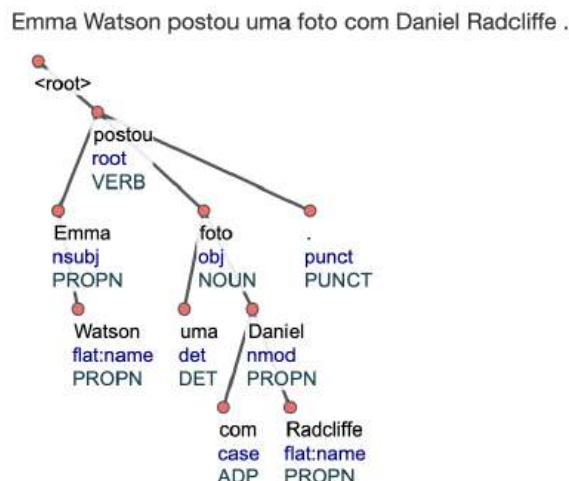 Emma Watson postou uma foto com Daniel Radcliffe .
<root>
postou
root
VERB
Emma foto .
nsubj obj punct
PROPN NOUN PUNCT
Watson uma Daniel
flat:name det nmod
PROPN DET PROPN
com Radcliffe
case flat:name
ADP PROPN